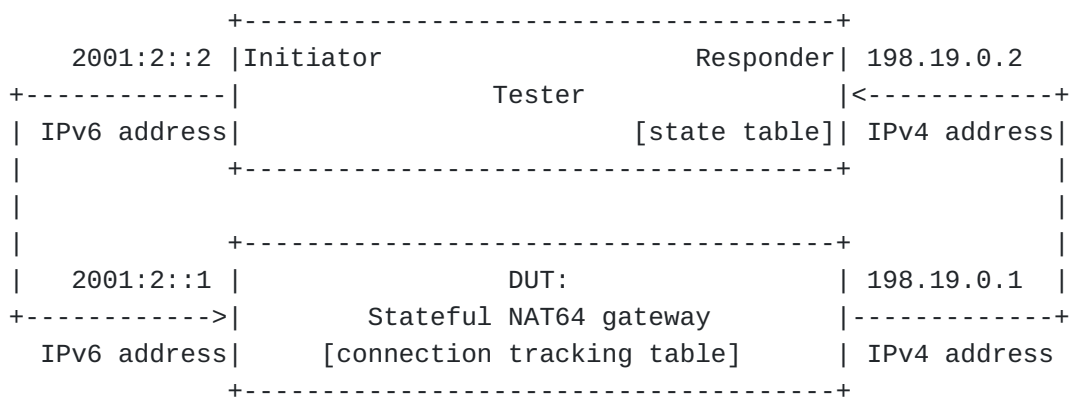 +--------------------------------------+
    2001:2::2 |Initiator                    Responder| 198.19.0.2
+-------------|                Tester                |<------------+
| IPv6 address|                         [state table]| IPv4 address|
|             +--------------------------------------+             |
|                                                                  |
|             +--------------------------------------+             |
|   2001:2::1 |                 DUT:                 | 198.19.0.1  |
+------------>|        Stateful NAT64 gateway        |-------------+
  IPv6 address|     [connection tracking table]      | IPv4 address
              +--------------------------------------+